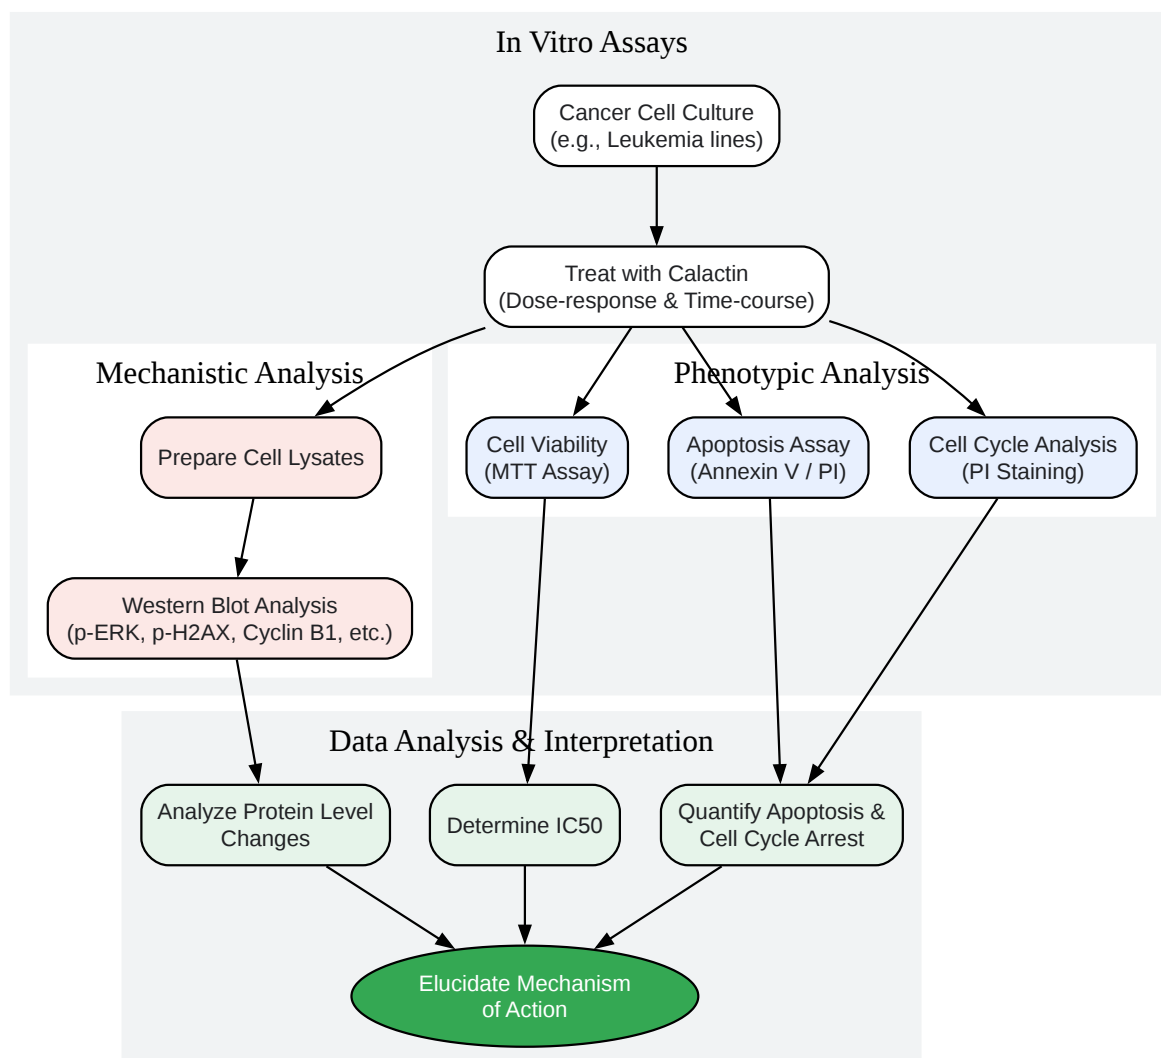 In Vitro Assays
Cancer Cell Culture
(e.g., Leukemia lines)
Treat with Calactin
(Dose-response & Time-course)
Mechanistic Analysis
Phenotypic Analysis
Prepare Cell Lysates
Cell Viability
(MTT Assay)
Apoptosis Assay
(Annexin V / PI)
Cell Cycle Analysis
(PI Staining)
Western Blot Analysis
(p-ERK, p-H2AX, Cyclin B1, etc.)
Data Analysis & Interpretation
Analyze Protein Level
Changes
Determine IC50
Quantify Apoptosis &
Cell Cycle Arrest
Elucidate Mechanism
of Action